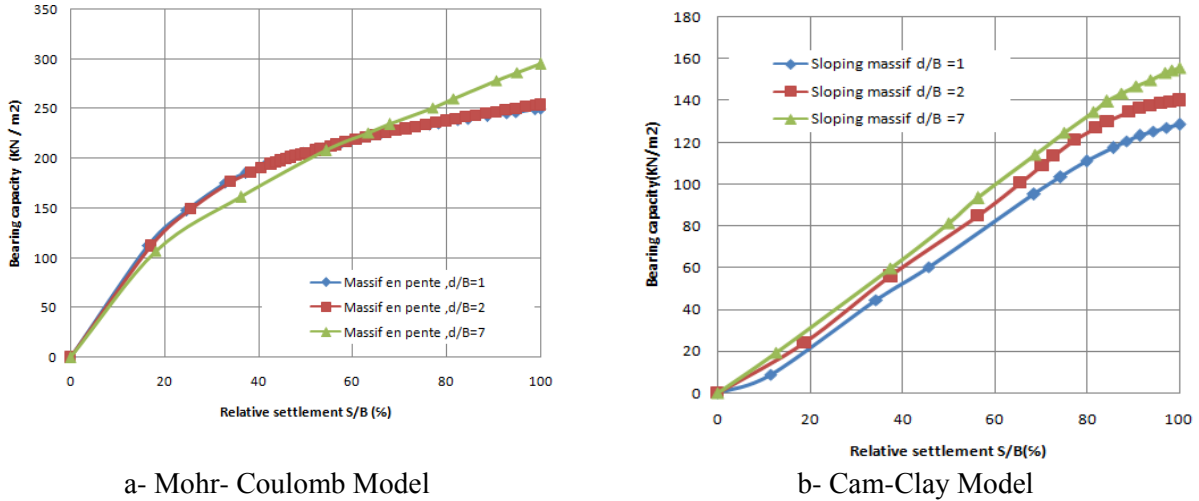 350
300
250
200
150
100
50
0
0 20 40 60 80 100
Bearing capacity (KN / m2)
Relative settlement S/B (%)
Massif en pente ,d/B=1
Massif en pente ,d/B=2
Massif en pente ,d/B=7
a- Mohr- Coulomb Model
180
160
140
120
100
80
60
40
20
0
0 20 40 60 80 100
Bearing capacity(KN/m2)
Relative settlement S/B(%)
Sloping massif d/B =1
Sloping massif d/B =2
Sloping massif d/B =7
b- Cam-Clay Model